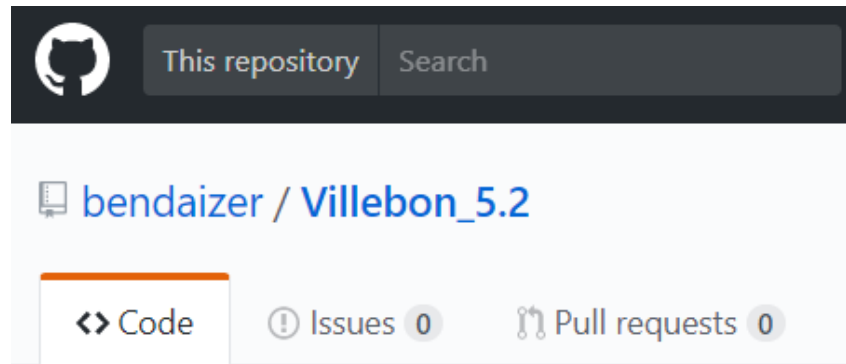 This repository Search
bendaizer / Villebon_5.2
<> Code Issues 0 Pull requests 0